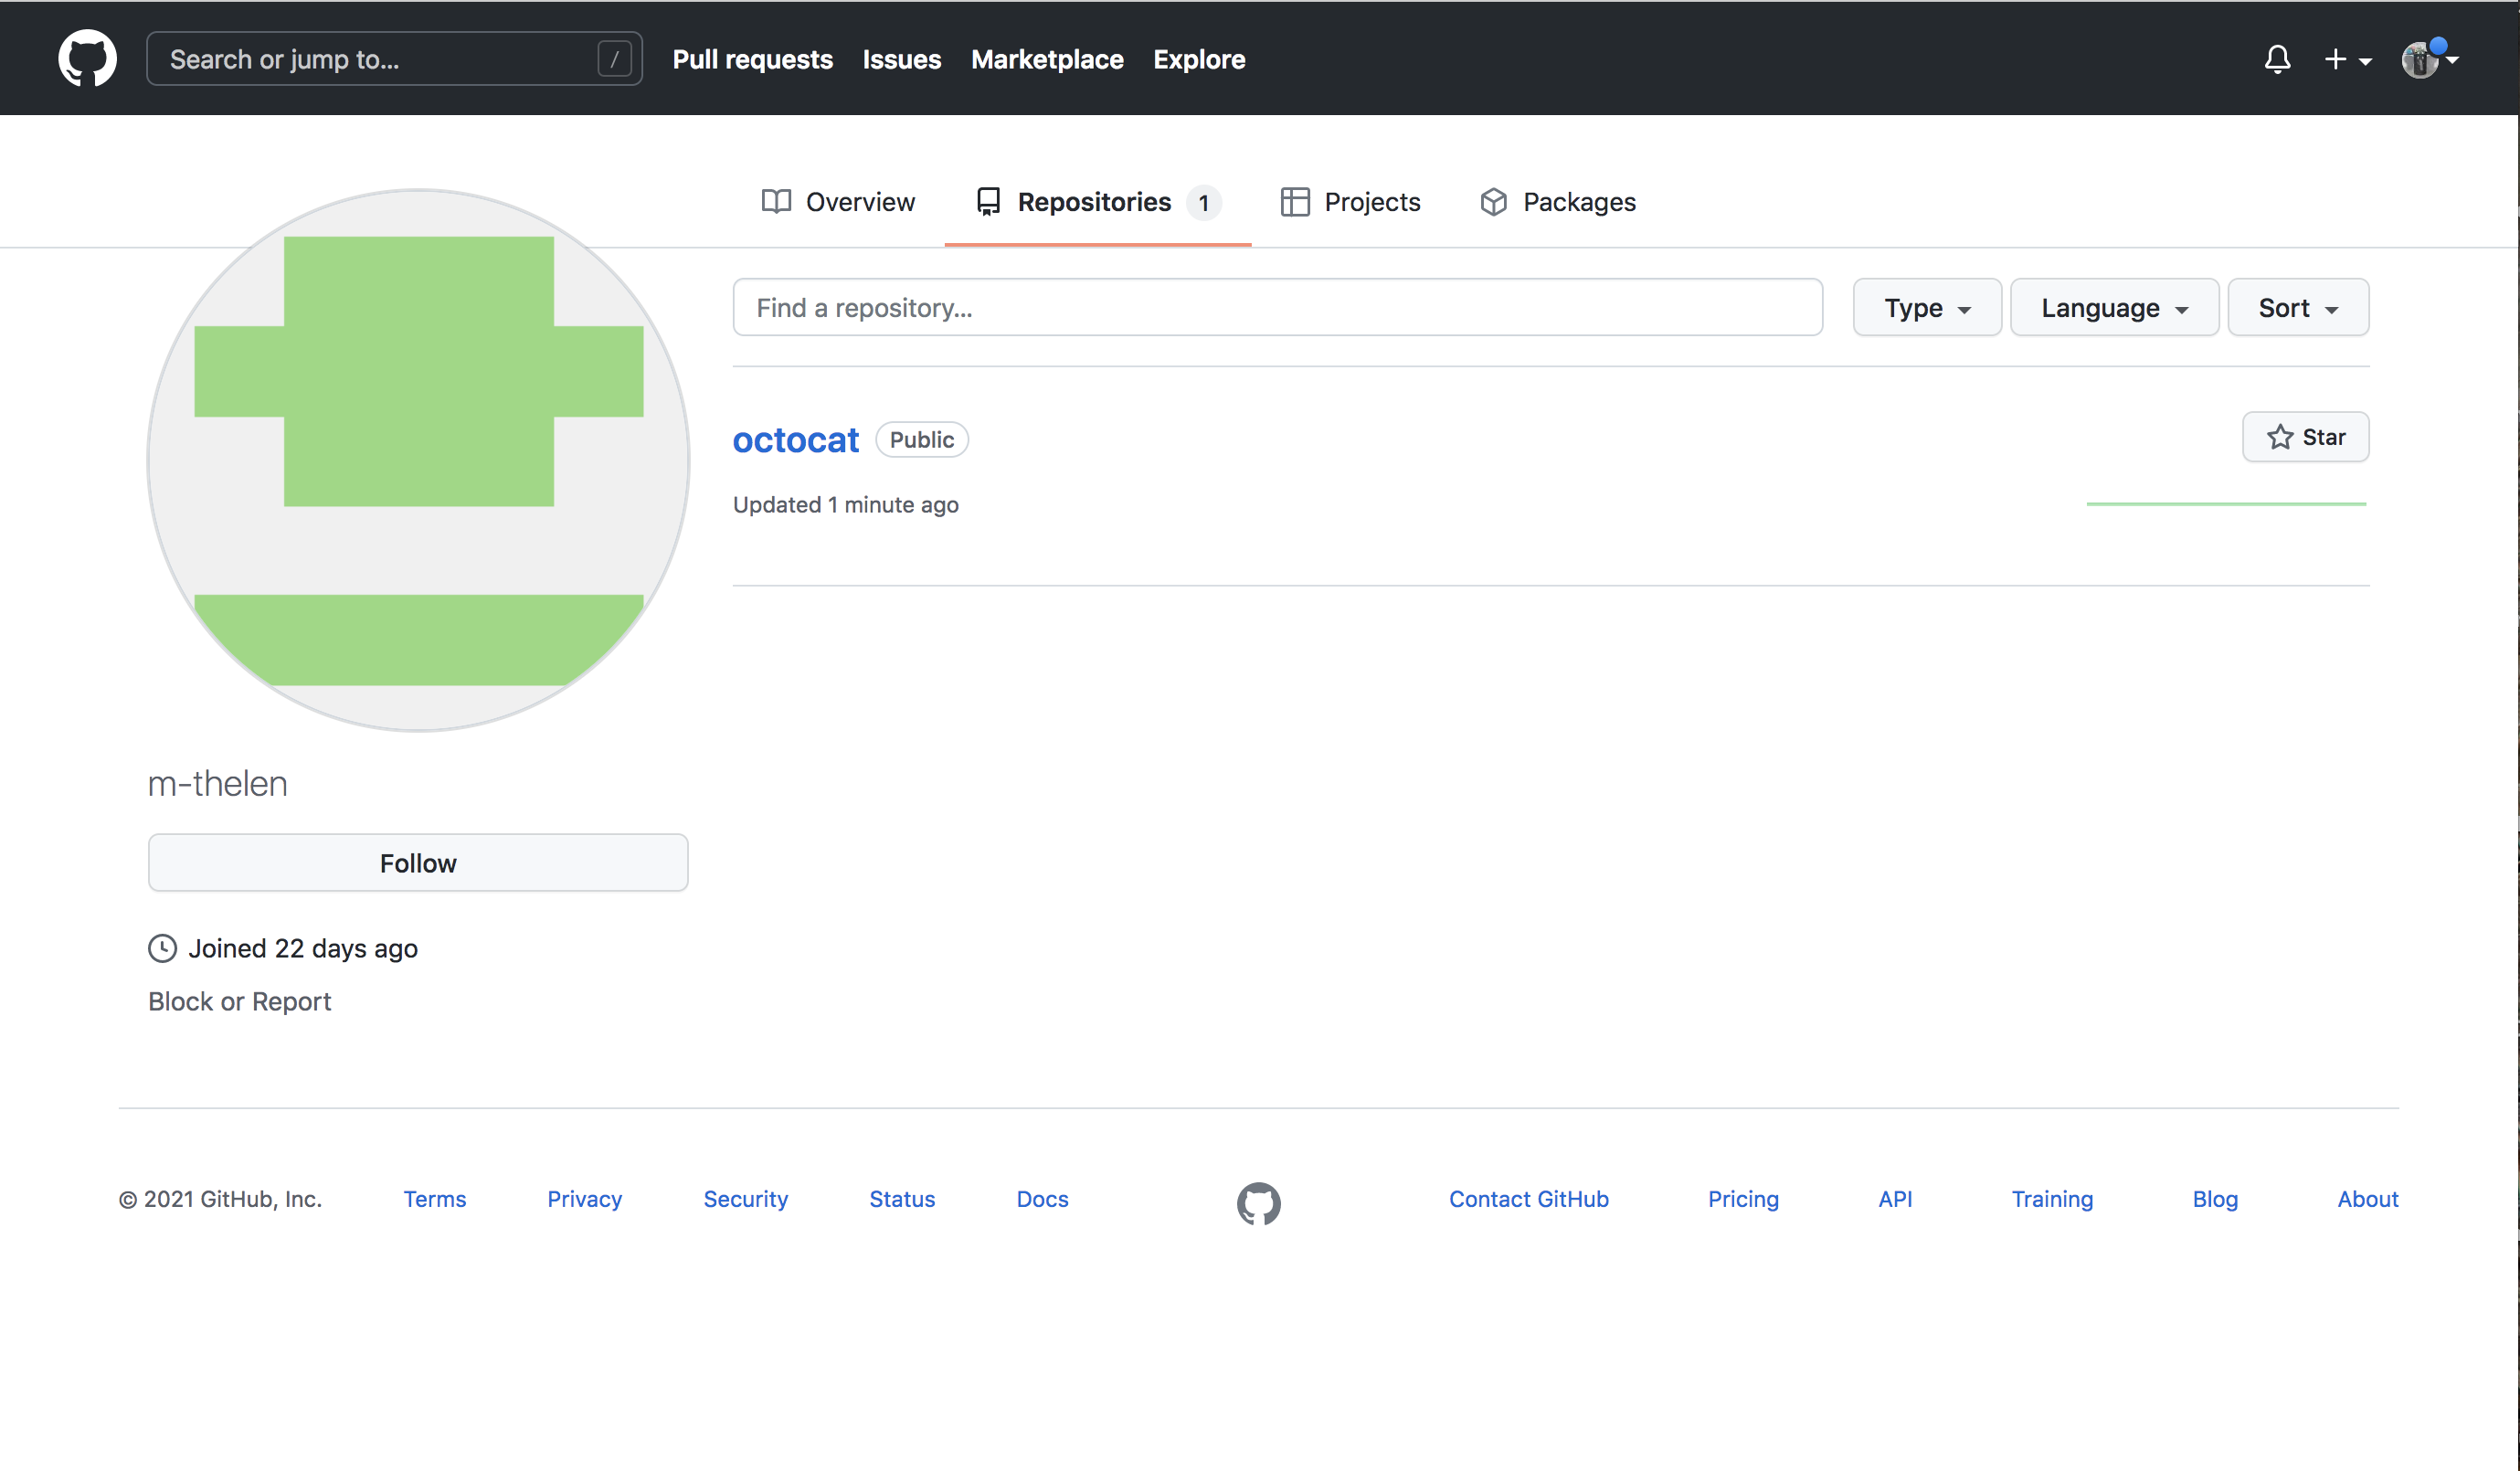 Search or jump to... /
Pull requests
Issues
Marketplace
Explore
Overview
Repositories 1
Projects
Packages
Find a repository...
Type
Language
Sort
octocat Public
Star
Updated 1 minute ago
m-thelen
Follow
Joined 22 days ago
Block or Report
© 2021 GitHub, Inc.
Terms
Privacy
Security
Status
Docs
Contact GitHub
Pricing
API
Training
Blog
About